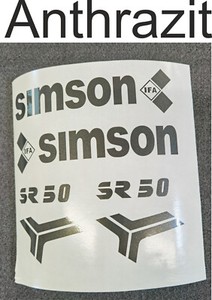 Anthrazit
SIMSON IFA
IFA SIMSON
SR 50 SR 50